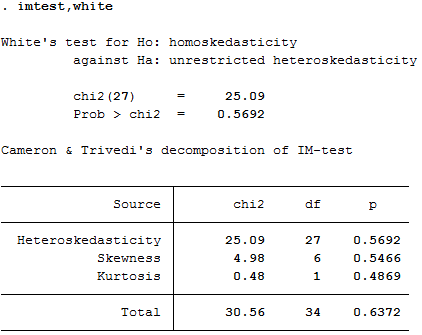 . imtest,white
White's test for Ho: homoskedasticity
against Ha: unrestricted heteroskedasticity
chi2(27) = 25.09
Prob > chi2 = 0.5692
Cameron & Trivedi's decomposition of IM-test
Source chi2 df p
Heteroskedasticity 25.09 27 0.5692
Skewness 4.98 6 0.5466
Kurtosis 0.48 1 0.4869
Total 30.56 34 0.6372